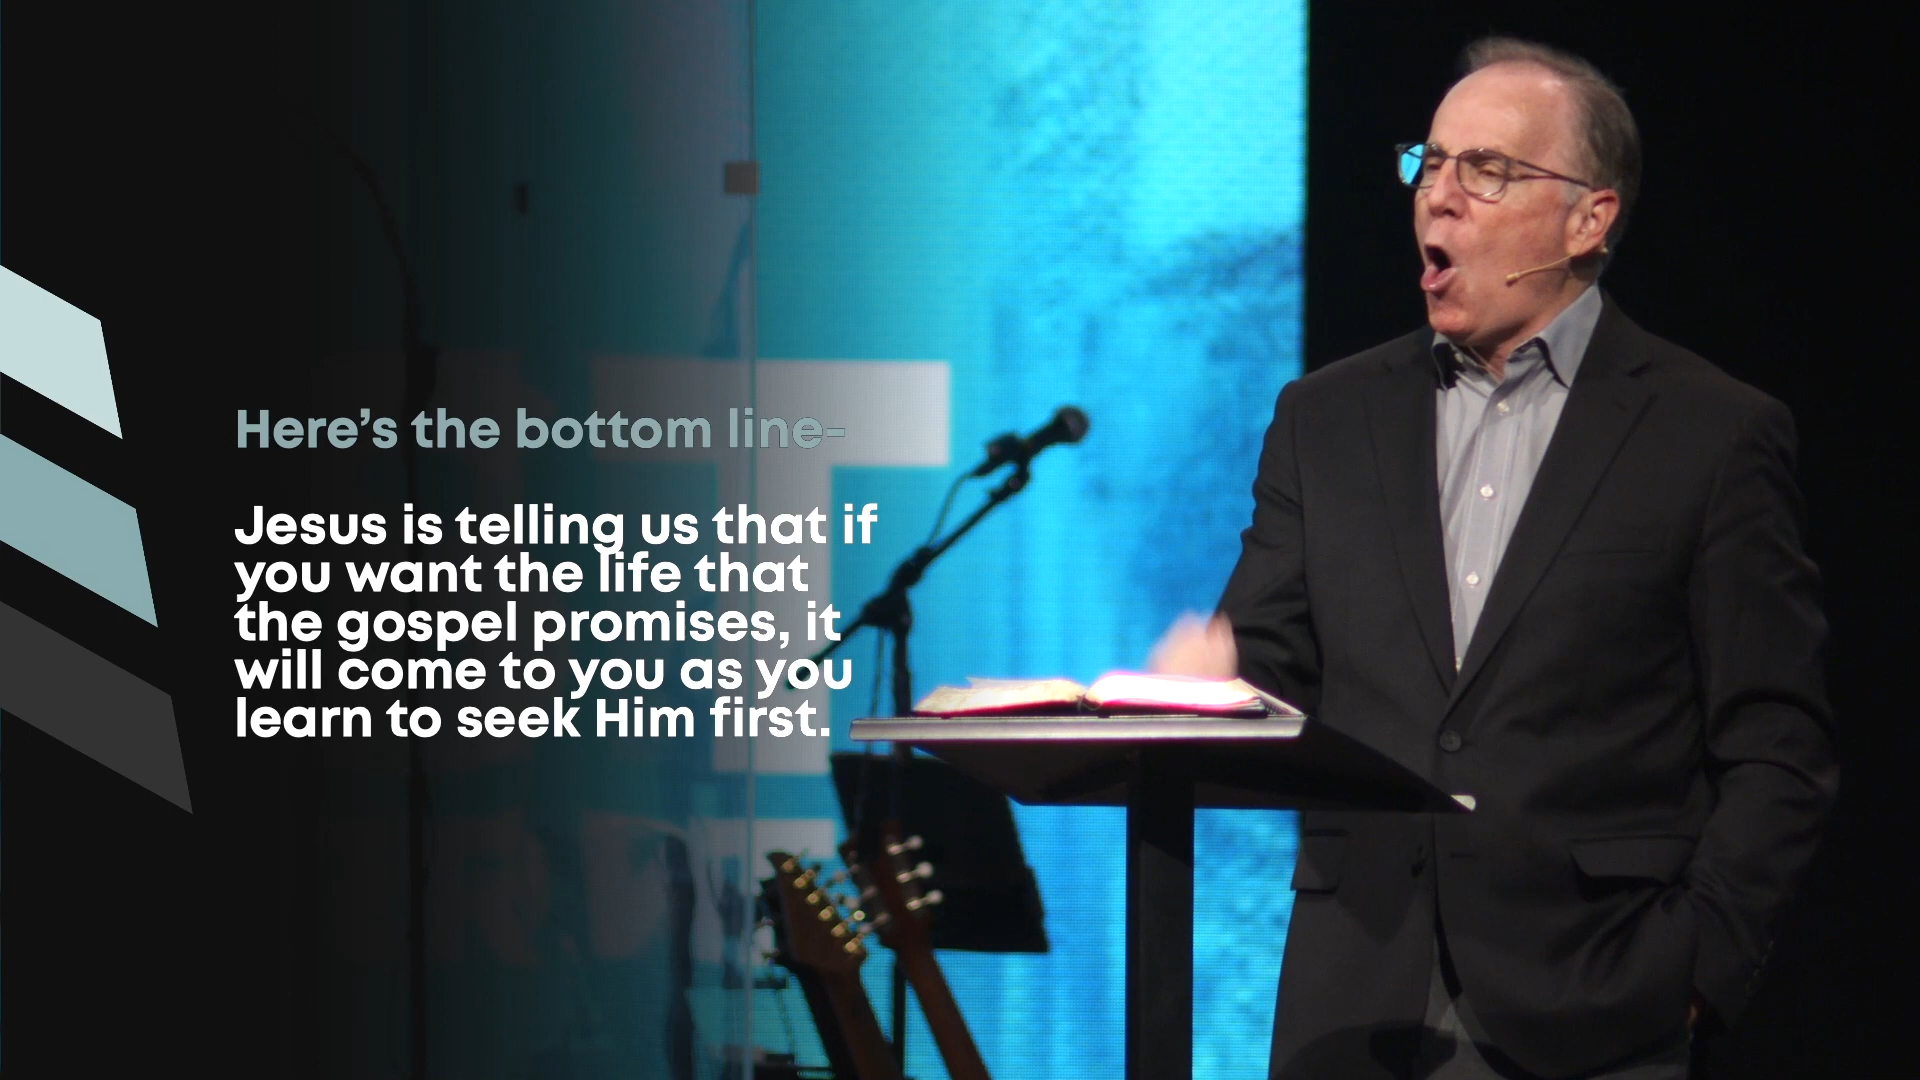 Here’s the bottom line-
Jesus is telling us that if
you want the life that
the gospel promises, it
will come to you as you
learn to seek Him first.